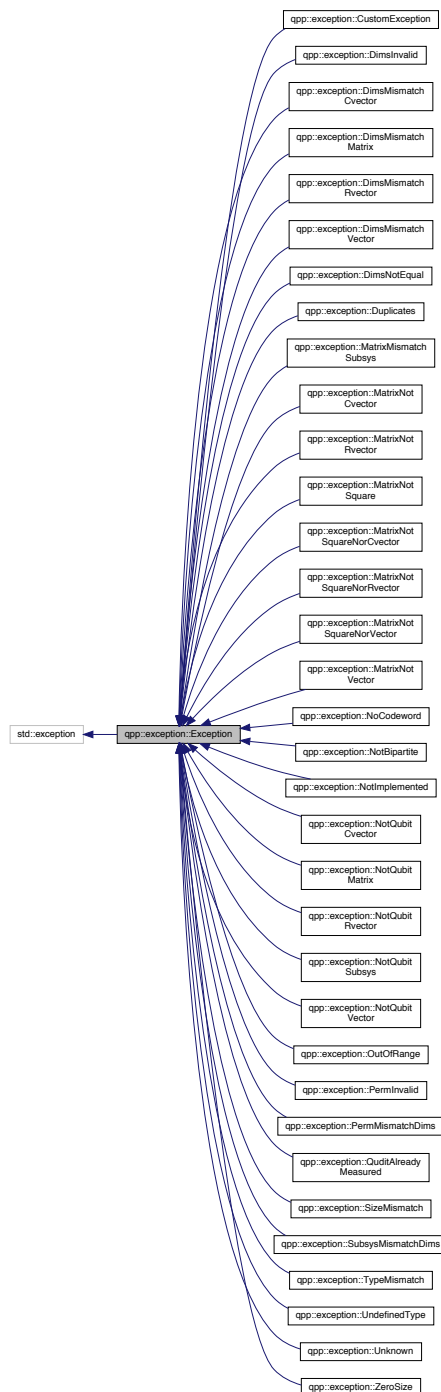 qpp::exception::CustomException
qpp::exception::DimsInvalid
qpp::exception::DimsMismatch
Cvector
qpp::exception::DimsMismatch
Matrix
qpp::exception::DimsMismatch
Rvector
qpp::exception::DimsMismatch
Vector
qpp::exception::DimsNotEqual
qpp::exception::Duplicates
qpp::exception::MatrixMismatch
Subsys
qpp::exception::MatrixNot
Cvector
qpp::exception::MatrixNot
Rvector
qpp::exception::MatrixNot
Square
qpp::exception::MatrixNot
SquareNorCvector
qpp::exception::MatrixNot
SquareNorRvector
qpp::exception::MatrixNot
SquareNorVector
qpp::exception::MatrixNot
Vector
qpp::exception::NoCodeword
std::exception
qpp::exception::Exception
qpp::exception::NotBipartite
qpp::exception::NotImplemented
qpp::exception::NotQubit
Cvector
qpp::exception::NotQubit
Matrix
qpp::exception::NotQubit
Rvector
qpp::exception::NotQubit
Subsys
qpp::exception::NotQubit
Vector
qpp::exception::OutOfRange
qpp::exception::PermInvalid
qpp::exception::PermMismatchDims
qpp::exception::QuditAlready
Measured
qpp::exception::SizeMismatch
qpp::exception::SubsysMismatchDims
qpp::exception::TypeMismatch
qpp::exception::UndefinedType
qpp::exception::Unknown
qpp::exception::ZeroSize